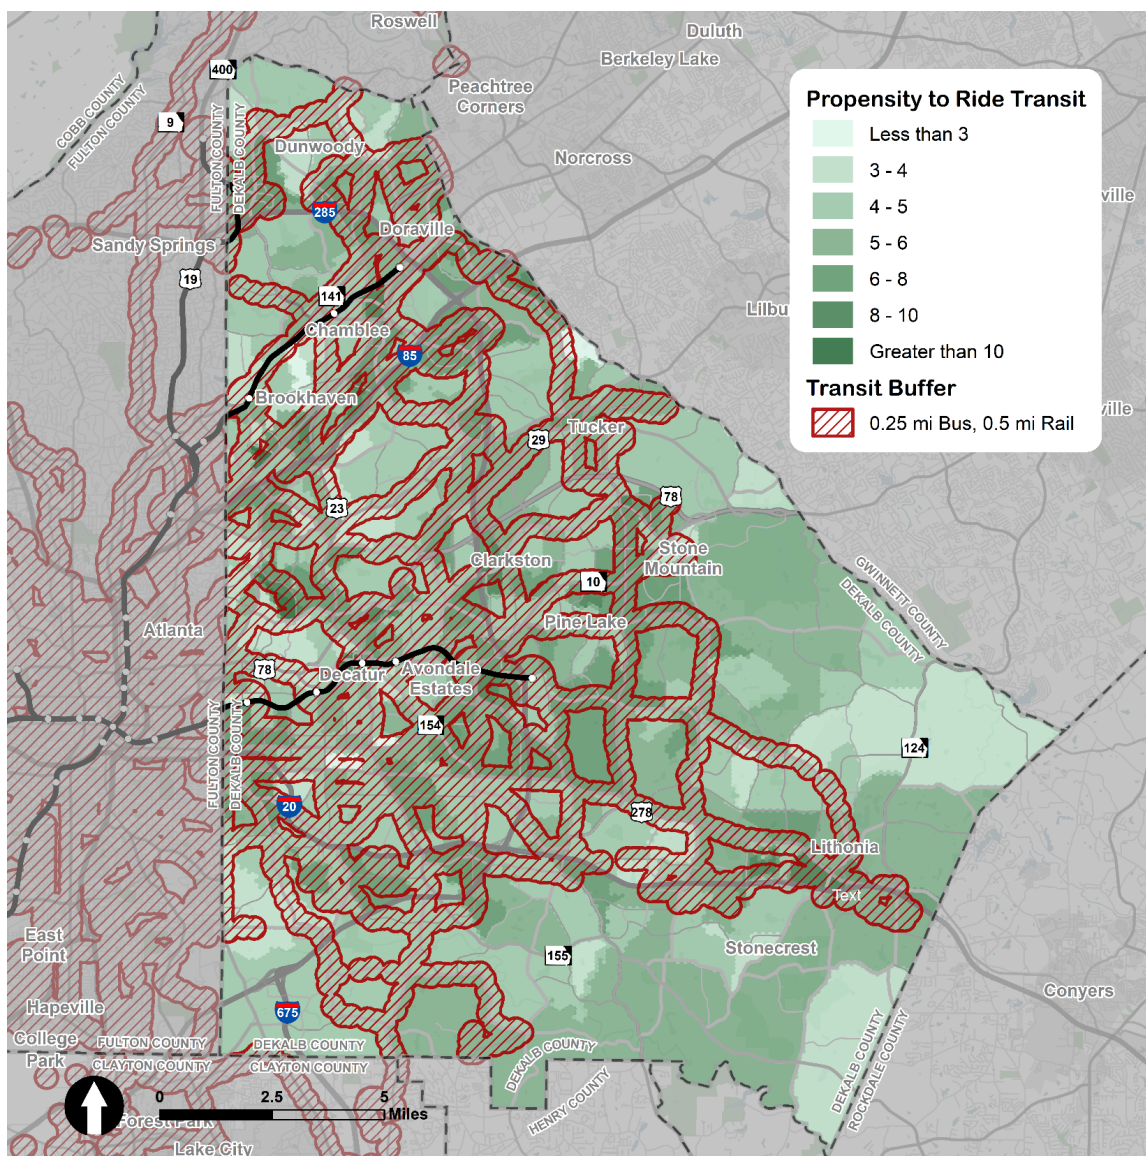 Roswell
Duluth
Berkeley Lake
400
Peachtree
Corners
COBB COUNTY
FULTON COUNTY
9
FULTON COUNTY
DEKALB COUNTY
Dunwoody
Norcross
285
Doraville
Sandy Springs
19
141
Chamblee
85
Brookhaven
Propensity to Ride Transit
Less than 3
3 - 4
4 - 5
5 - 6
6 - 8
8 - 10
Greater than 10
Transit Buffer
0.25 mi Bus, 0.5 mi Rail
ville
Lilbu
ville
Tucker
29
78
23
Clarkston
Stone
Mountain
10
GWINNETT COUNTY
DEKALB COUNTY
Atlanta
Pine Lake
78
Decatur
Avondale
Estates
154
FULTON COUNTY
DEKALB COUNTY
124
20
278
Lithonia
Text
East
Point
Stonecrest
155
Hapeville
675
Conyers
College
Park
FULTON COUNTY
CLAYTON COUNTY
DEKALB COUNTY
CLAYTON COUNTY
DEKALB COUNTY
HENRY COUNTY
DEKALB COUNTY
ROCKDALE COUNTY
0
2.5
5
Miles
Forest Park
Lake City